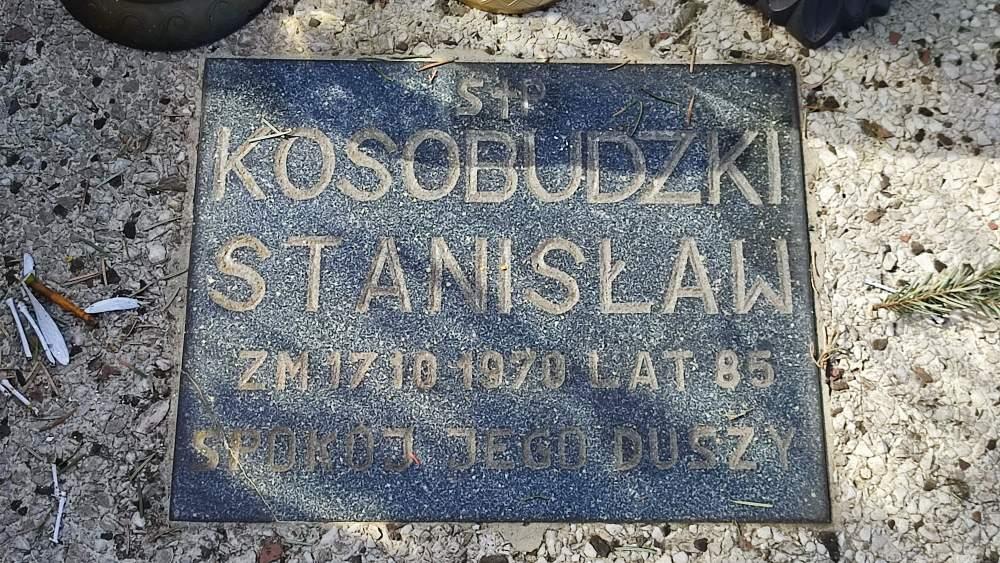 S†P
KOSOBUDZKI
STANISŁAW
ZM 17 10 1970 LAT 85
SPOKÓJ JEGO DUSZY